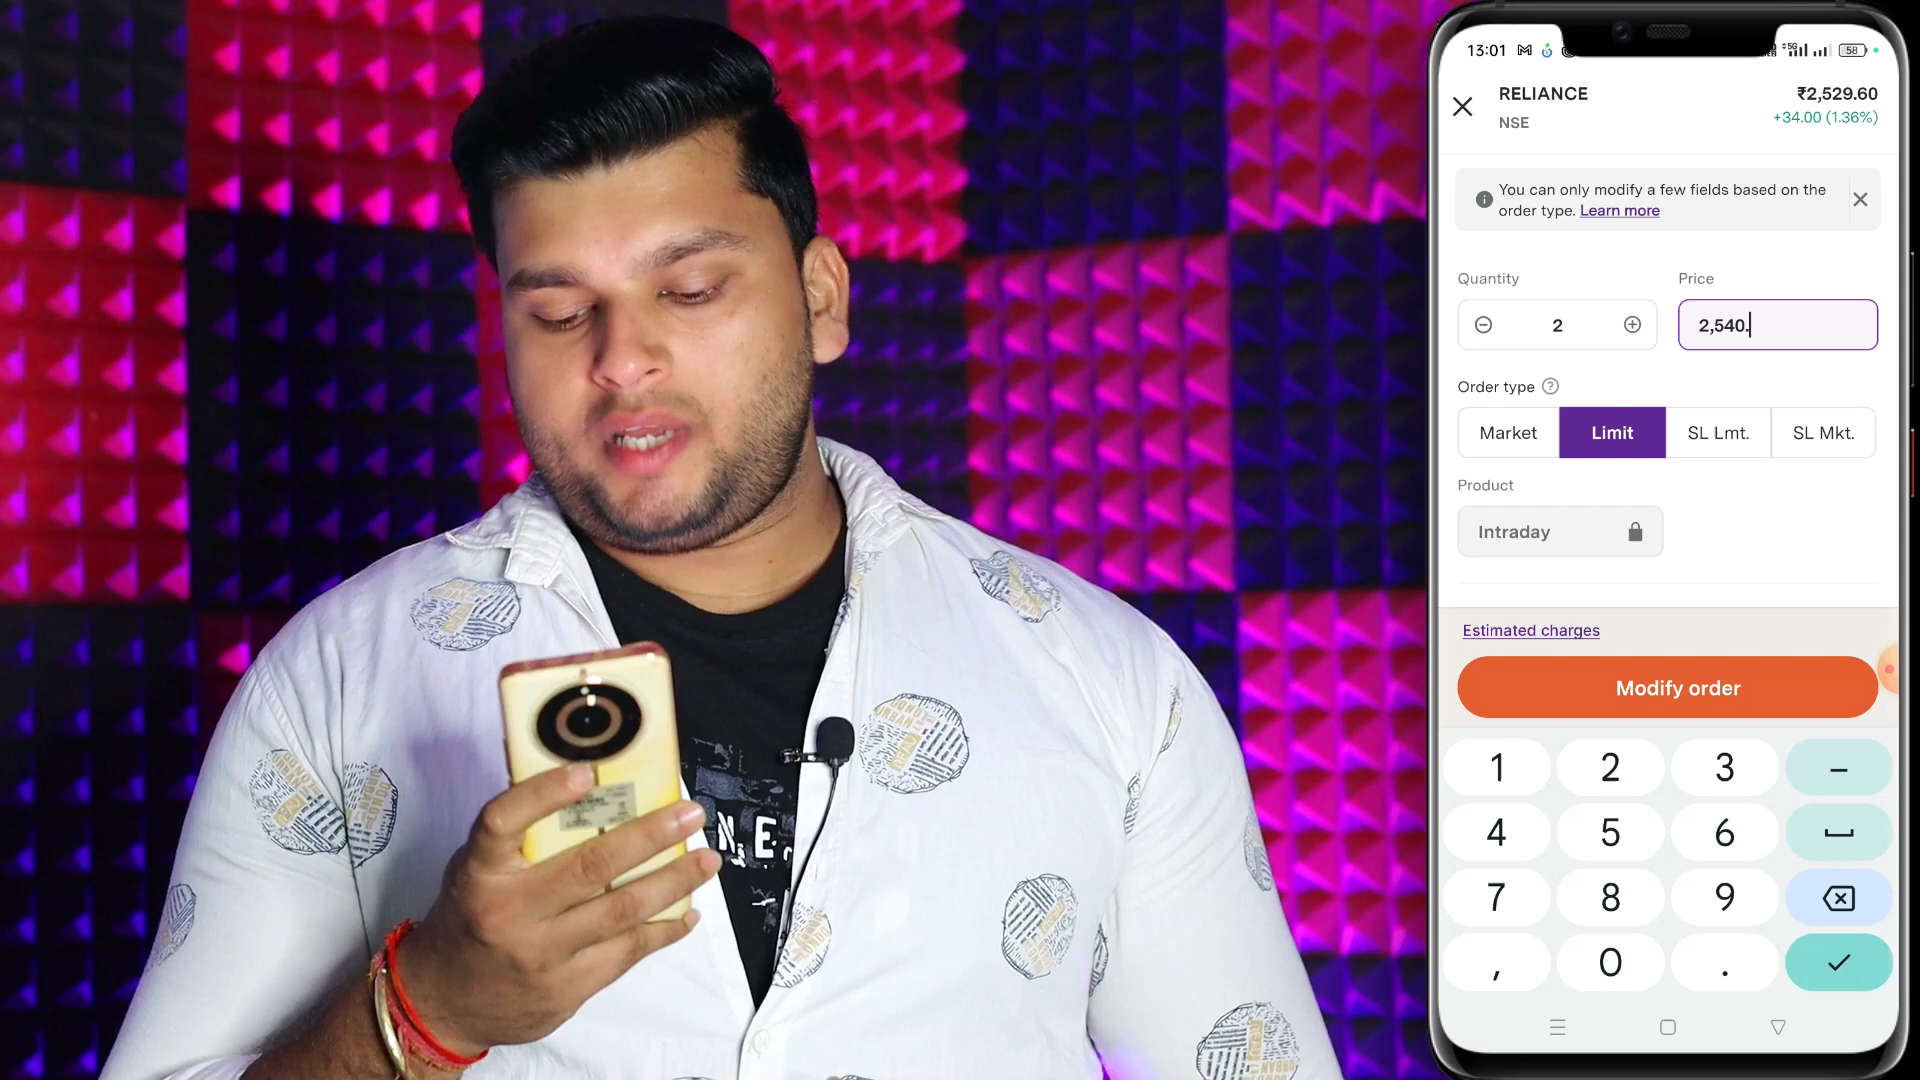 13:01
58
RELIANCE
₹2,529.60
NSE
+34.00 (1.36%)
You can only modify a few fields based on the
order type. Learn more
Quantity
Price
2
2,540.
Order type
Market
Limit
SL Lmt.
SL Mkt.
Product
Intraday
Estimated charges
Modify order
1
2
3
–
4
5
6
7
8
9
,
0
.